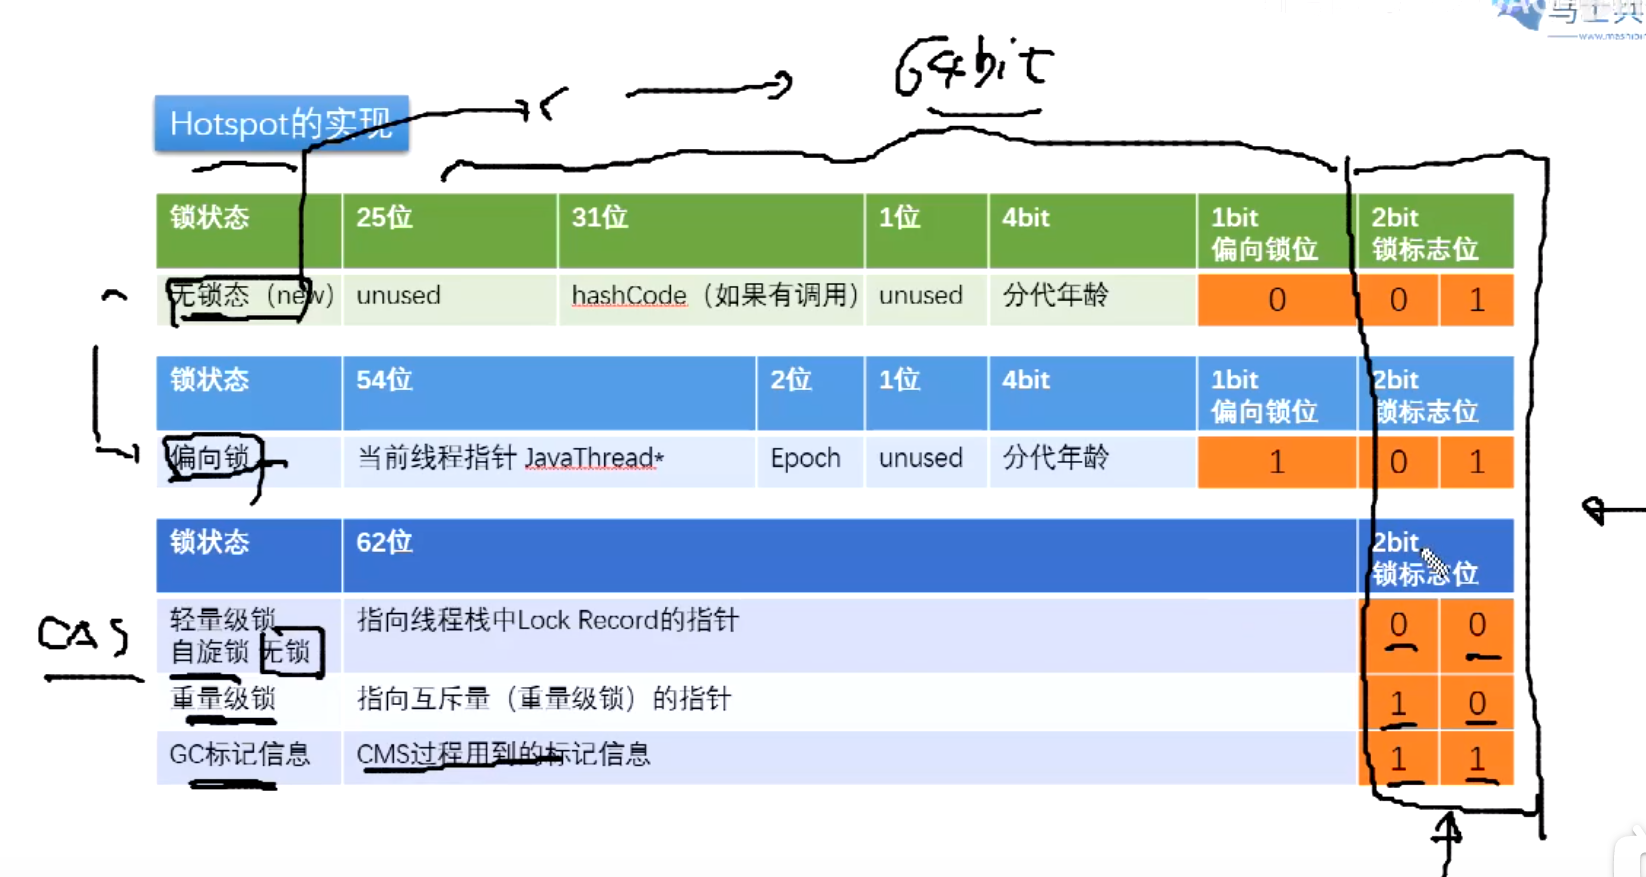 64bit
Hotspot的实现
锁状态 25位 31位 1位 4bit 1bit 2bit
偏向锁位 锁标志位
无锁态（new） unused hashCode（如果有调用） unused 分代年龄 0 0 1
锁状态 54位 2位 1位 4bit 1bit 2bit
偏向锁位 锁标志位
偏向锁 当前线程指针 JavaThread* Epoch unused 分代年龄 1 0 1
锁状态 62位 2bit
锁标志位
轻量级锁 指向线程栈中Lock Record的指针 0 0
CAS 自旋锁 无锁
重量级锁 指向互斥量（重量级锁）的指针 1 0
GC标记信息 CMS过程用到的标记信息 1 1